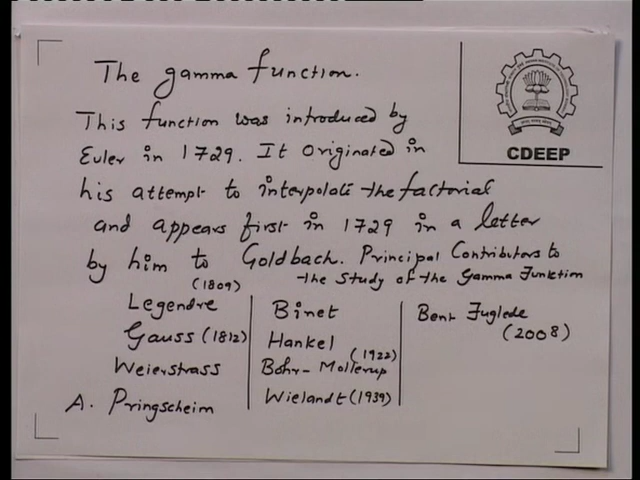 The gamma function.
CDEEP
This function was introduced by
Euler in 1729. It originated in
his attempt to interpolate the factorial
and appears first in 1729 in a letter
by him to Goldbach. Principal Contributors to
the Study of the Gamma Funktion
(1809)
Legendre
Gauss (1812)
Weierstrass
A. Pringscheim
Binet
Hankel
(1922)
Bohr-Mollerup
Wielandt (1939)
Bent Fuglede
(2008)